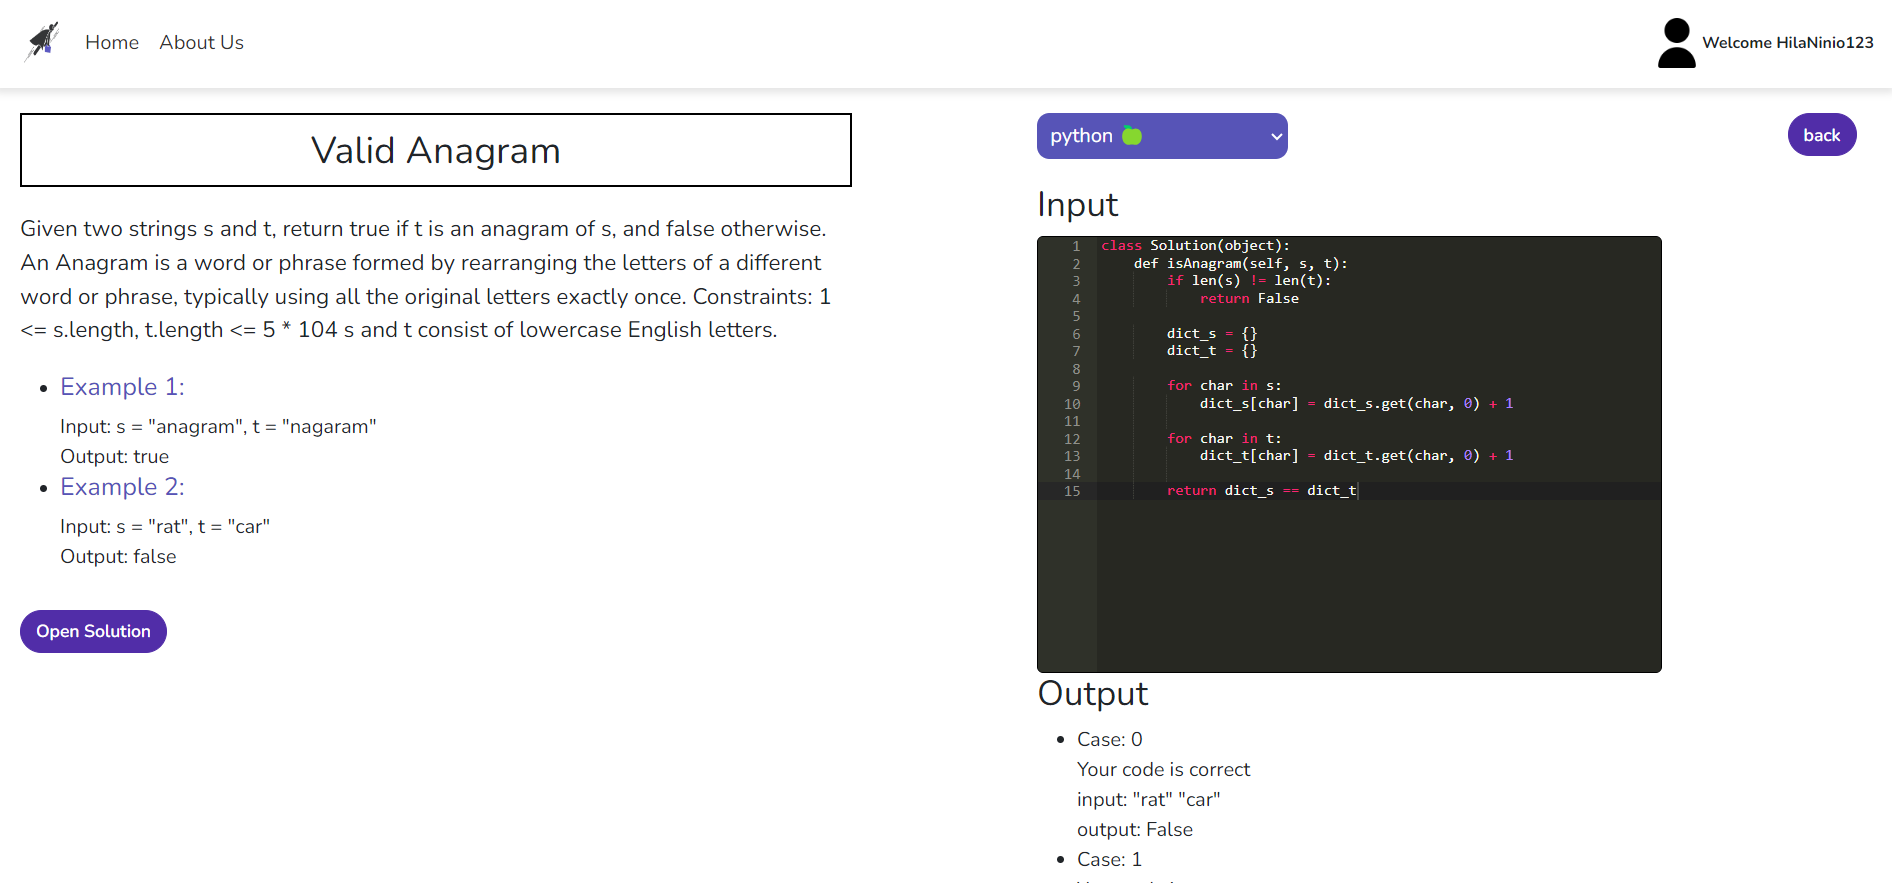 Home About Us
Welcome HilaNinio123
Valid Anagram
Given two strings s and t, return true if t is an anagram of s, and false otherwise.
An Anagram is a word or phrase formed by rearranging the letters of a different
word or phrase, typically using all the original letters exactly once. Constraints: 1
<= s.length, t.length <= 5 * 104 s and t consist of lowercase English letters.
Example 1:
Input: s = "anagram", t = "nagaram"
Output: true
Example 2:
Input: s = "rat", t = "car"
Output: false
Open Solution
python
back
Input
1 class Solution(object):
2     def isAnagram(self, s, t):
3         if len(s) != len(t):
4             return False
5
6         dict_s = {}
7         dict_t = {}
8
9         for char in s:
10             dict_s[char] = dict_s.get(char, 0) + 1
11
12         for char in t:
13             dict_t[char] = dict_t.get(char, 0) + 1
14
15         return dict_s == dict_t
Output
Case: 0
Your code is correct
input: "rat" "car"
output: False
Case: 1